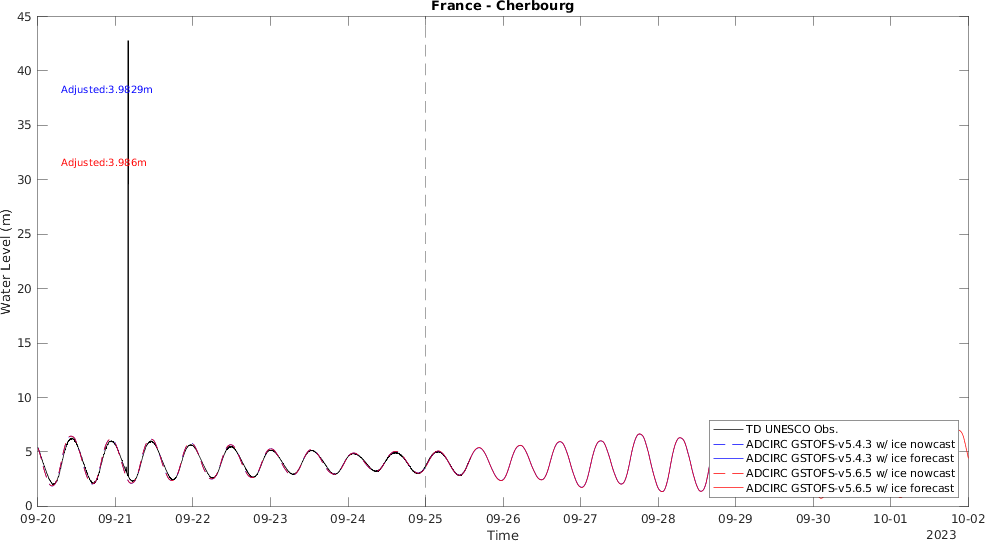 France - Cherbourg
45
40
35
30
25
20
15
10
5
0
Water Level (m)
Adjusted:3.9829m
Adjusted:3.986m
TD UNESCO Obs.
ADCIRC GSTOFS-v5.4.3 w/ ice nowcast
ADCIRC GSTOFS-v5.4.3 w/ ice forecast
ADCIRC GSTOFS-v5.6.5 w/ ice nowcast
ADCIRC GSTOFS-v5.6.5 w/ ice forecast
09-20 09-21 09-22 09-23 09-24 09-25 09-26 09-27 09-28 09-29 09-30 10-01 10-02
Time
2023